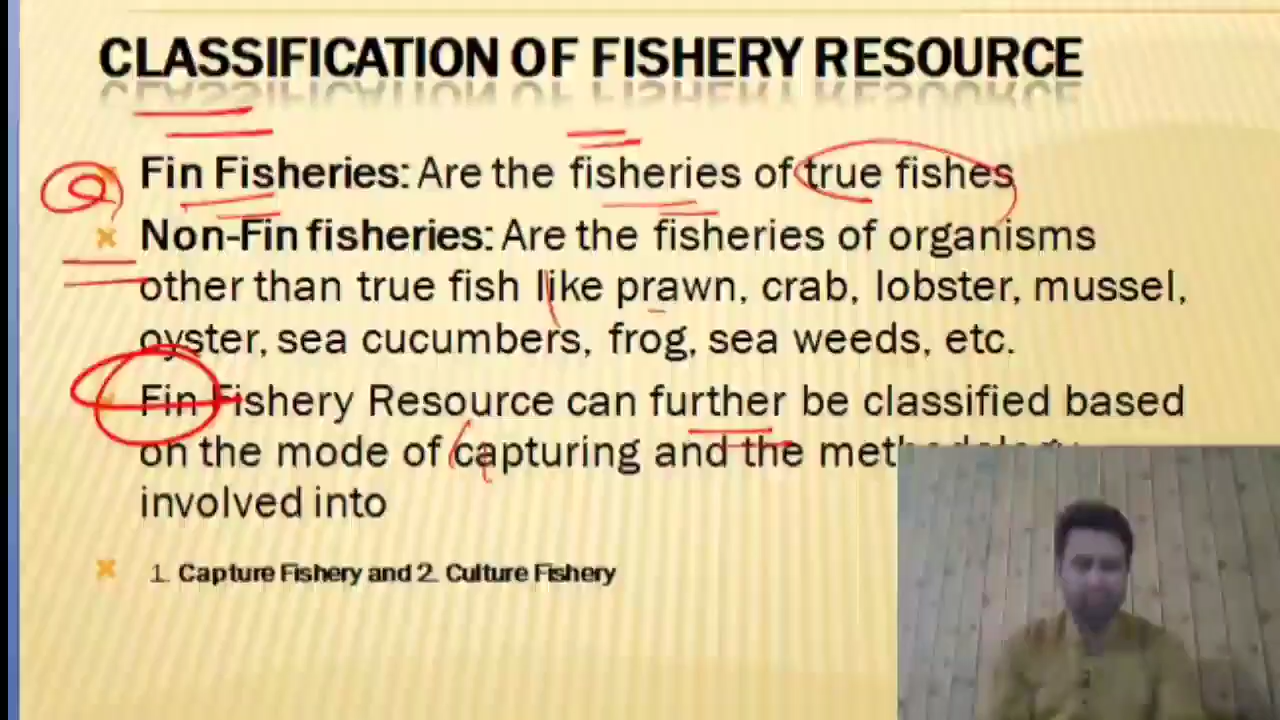 CLASSIFICATION OF FISHERY RESOURCE
Fin Fisheries: Are the fisheries of true fishes
Non-Fin fisheries: Are the fisheries of organisms
other than true fish like prawn, crab, lobster, mussel,
oyster, sea cucumbers, frog, sea weeds, etc.
Fin Fishery Resource can further be classified based
on the mode of capturing and the methodology
involved into
1. Capture Fishery and 2. Culture Fishery